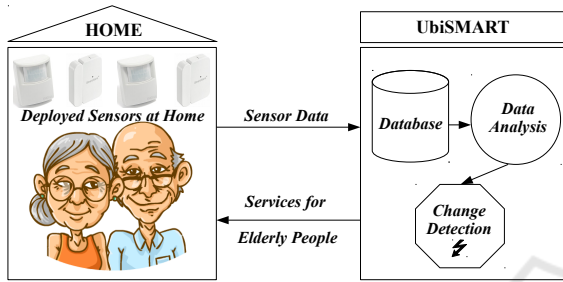 HOME
Deployed Sensors at Home
Sensor Data
Services for
Elderly People
UbiSMART
Database
Data
Analysis
Change
Detection